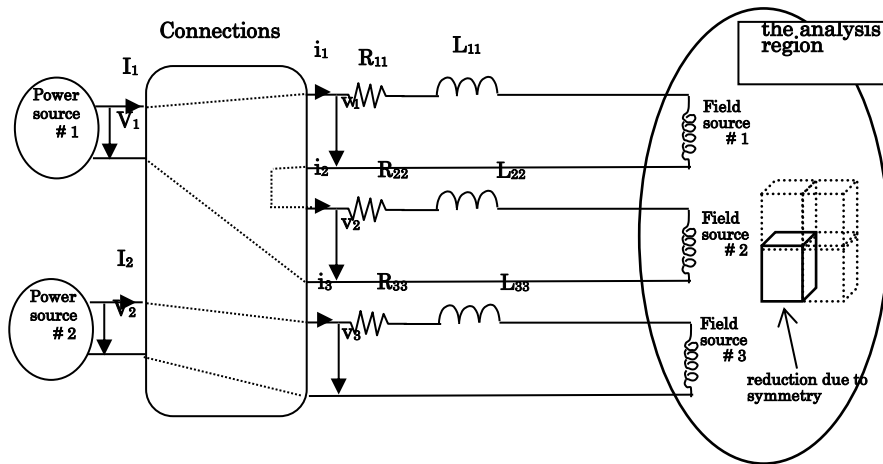 Connections
the analysis
region
I₁
Power
source
# 1
V₁
i₁
R₁₁
L₁₁
v₁
Field
source
# 1
i₂
R₂₂
L₂₂
v₂
Field
source
# 2
I₂
Power
source
# 2
V₂
i₃
R₃₃
L₃₃
v₃
Field
source
# 3
reduction due to
symmetry